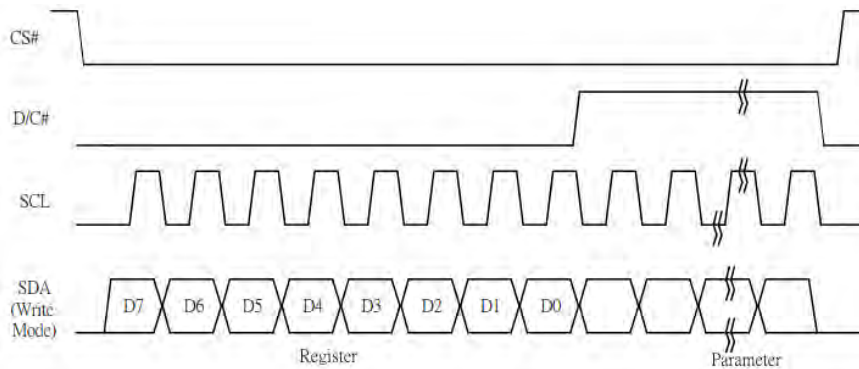 CS#
D/C#
SCL
SDA
(Write
Mode)
D7 D6 D5 D4 D3 D2 D1 D0
Register Parameter